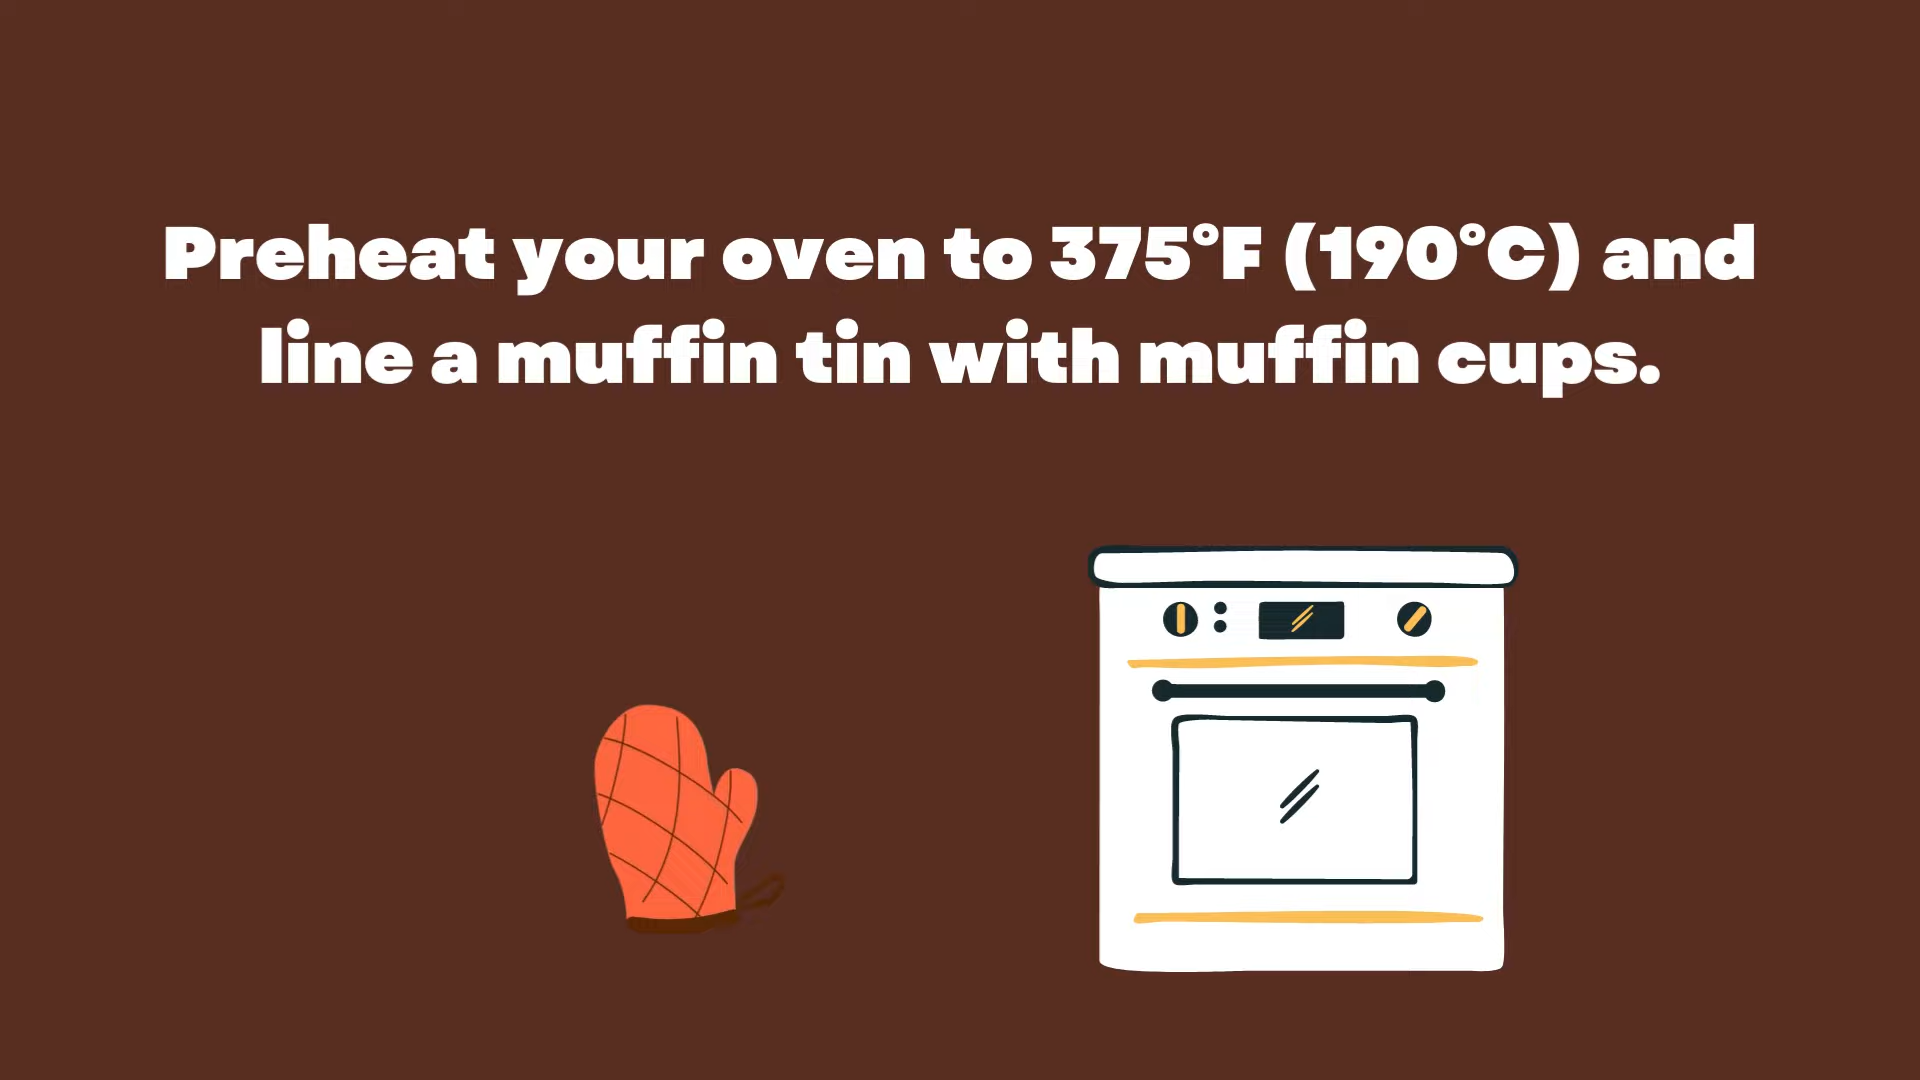 Preheat your oven to 375°F (190°C) and
line a muffin tin with muffin cups.